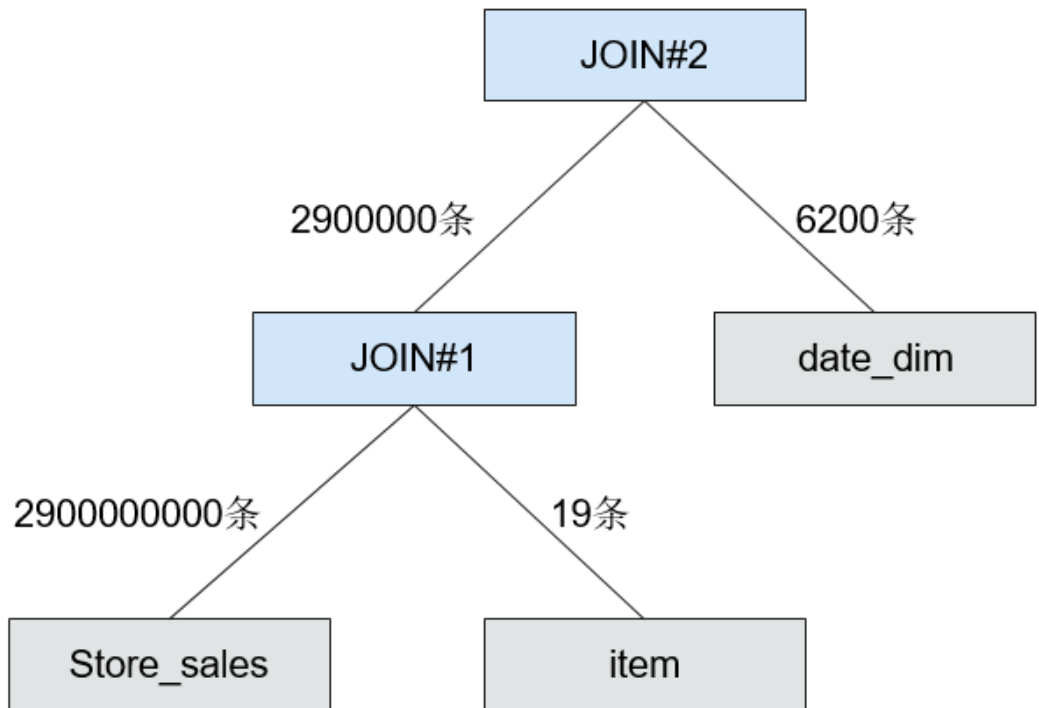 JOIN#2
2900000条
6200条
JOIN#1
date_dim
2900000000条
19条
Store_sales
item